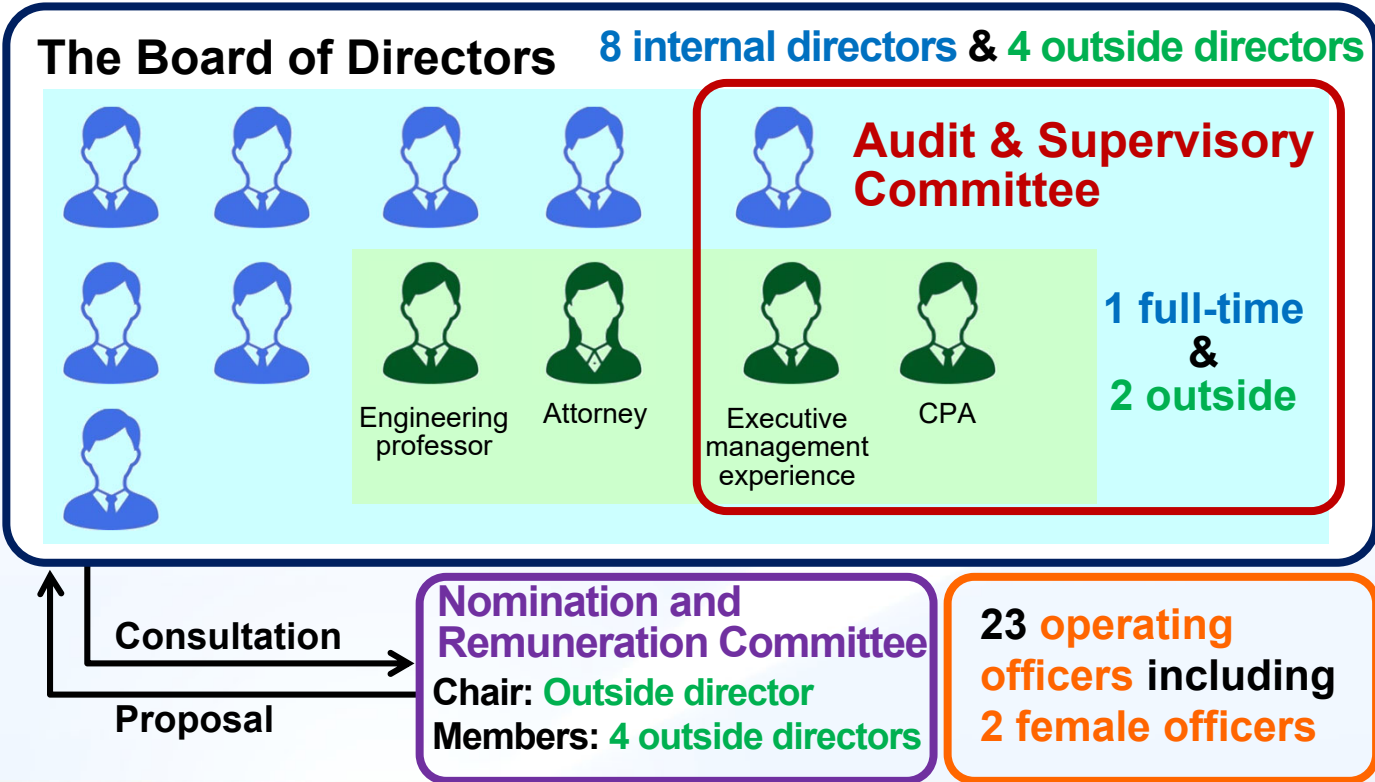 The Board of Directors
8 internal directors & 4 outside directors
Audit & Supervisory
Committee
Engineering
professor
Attorney
Executive
management
experience
CPA
1 full-time
&
2 outside
Consultation
Proposal
Nomination and
Remuneration Committee
Chair: Outside director
Members: 4 outside directors
23 operating
officers including
2 female officers